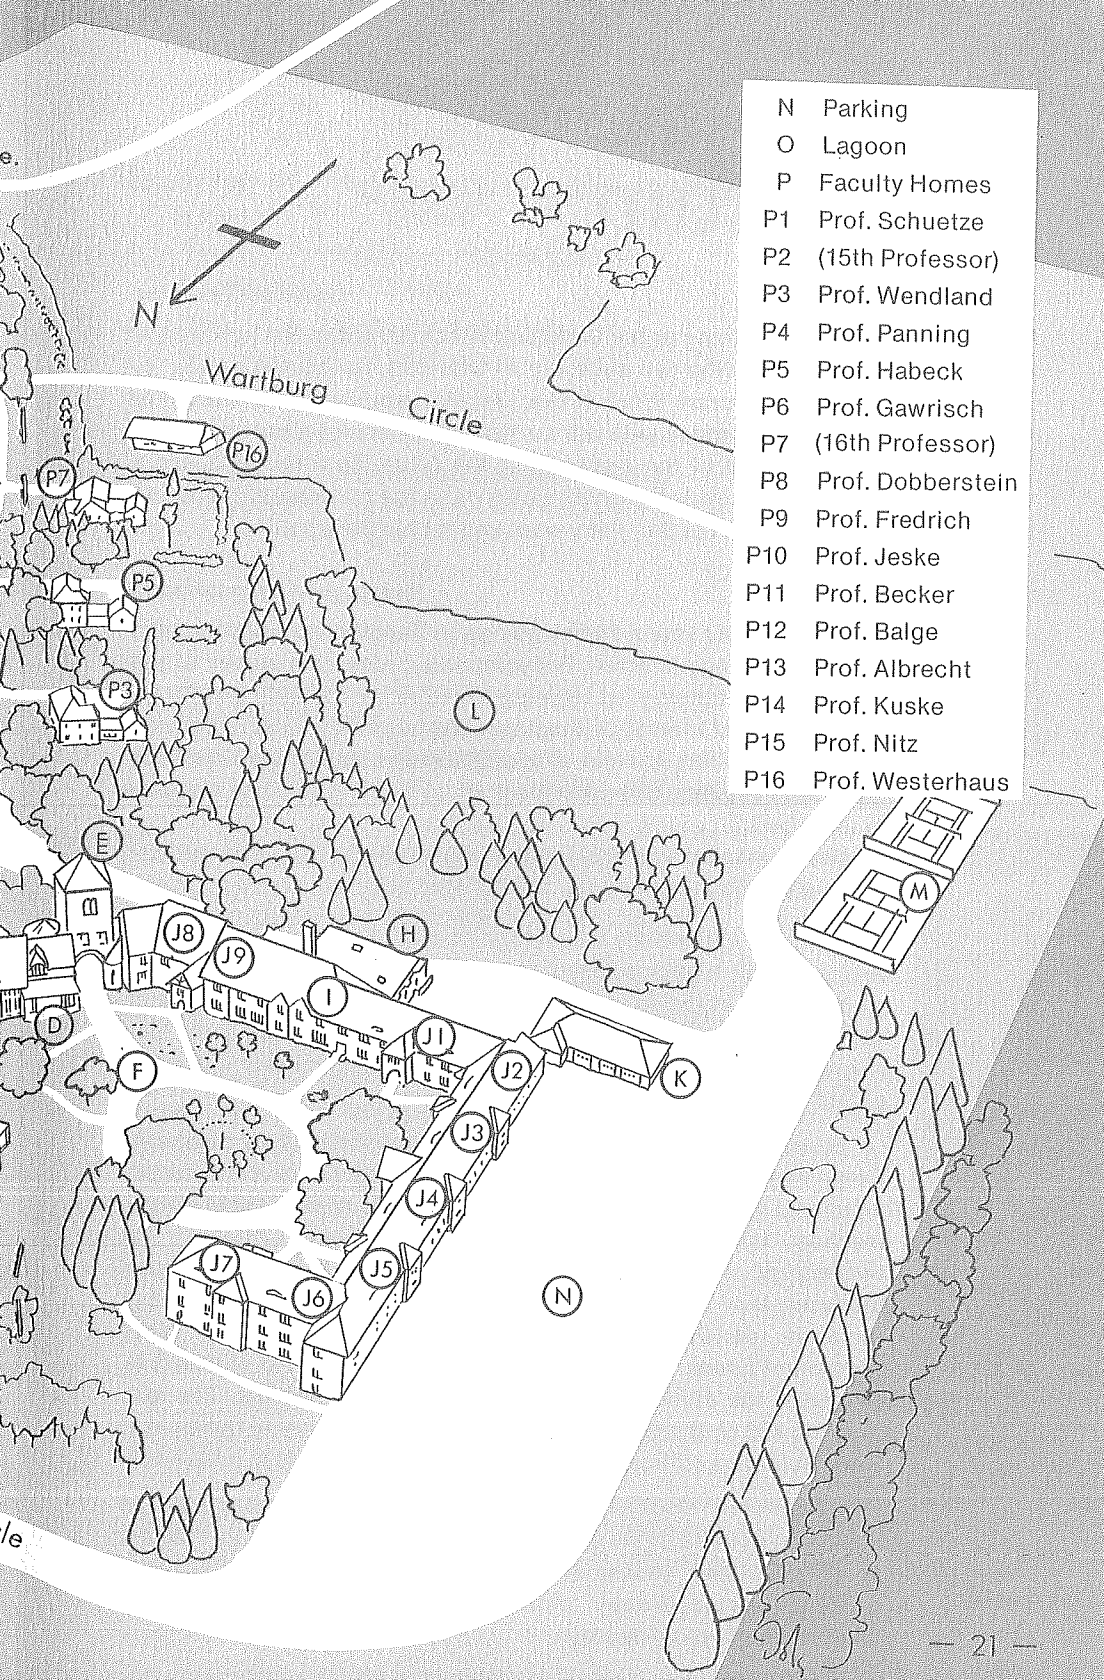 N Parking
O Lagoon
P Faculty Homes
P1 Prof. Schuetze
P2 (15th Professor)
P3 Prof. Wendland
P4 Prof. Panning
P5 Prof. Habeck
P6 Prof. Gawrisch
P7 (16th Professor)
P8 Prof. Dobberstein
P9 Prof. Fredrich
P10 Prof. Jeske
P11 Prof. Becker
P12 Prof. Balge
P13 Prof. Albrecht
P14 Prof. Kuske
P15 Prof. Nitz
P16 Prof. Westerhaus
e.
N
Wartburg Circle
P16
P7
P5
P3
L
E
M
J8
J9
H
I
D
J1
F
J2
K
J3
J4
J7
J5
J6
N
cle
— 21 —